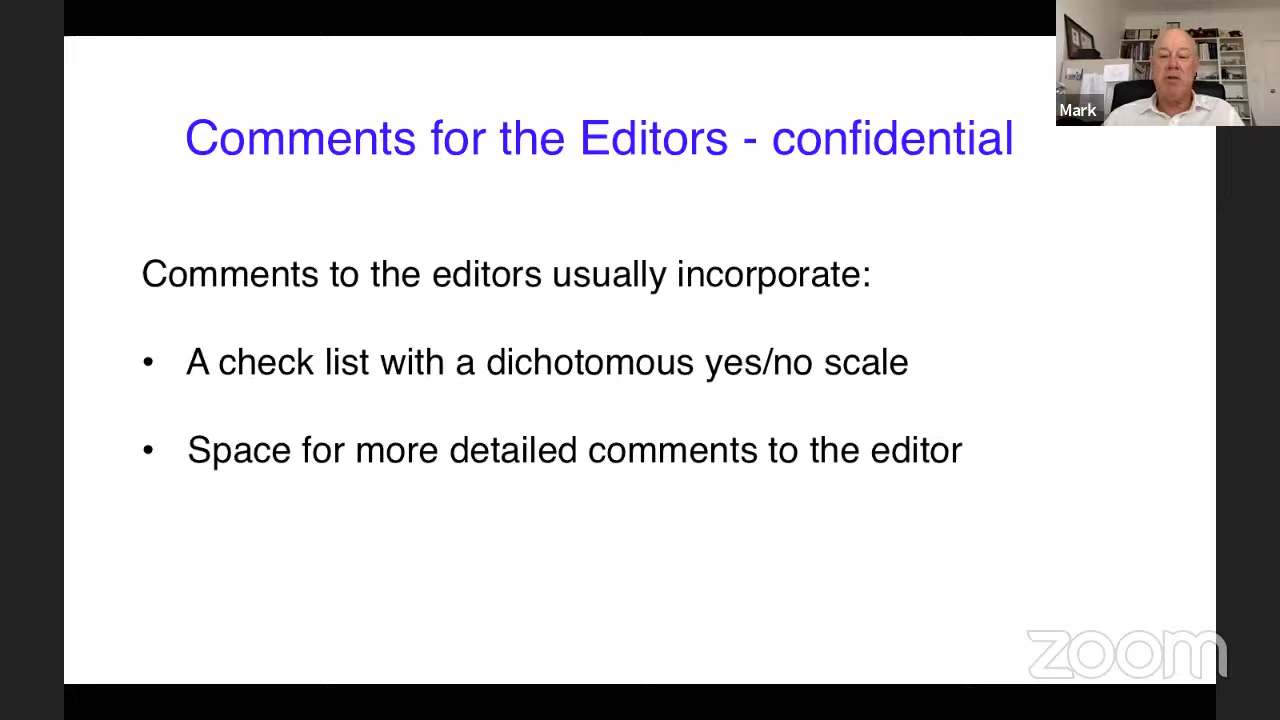 Comments for the Editors - confidential
Mark
Comments to the editors usually incorporate:
• A check list with a dichotomous yes/no scale
• Space for more detailed comments to the editor
zoom